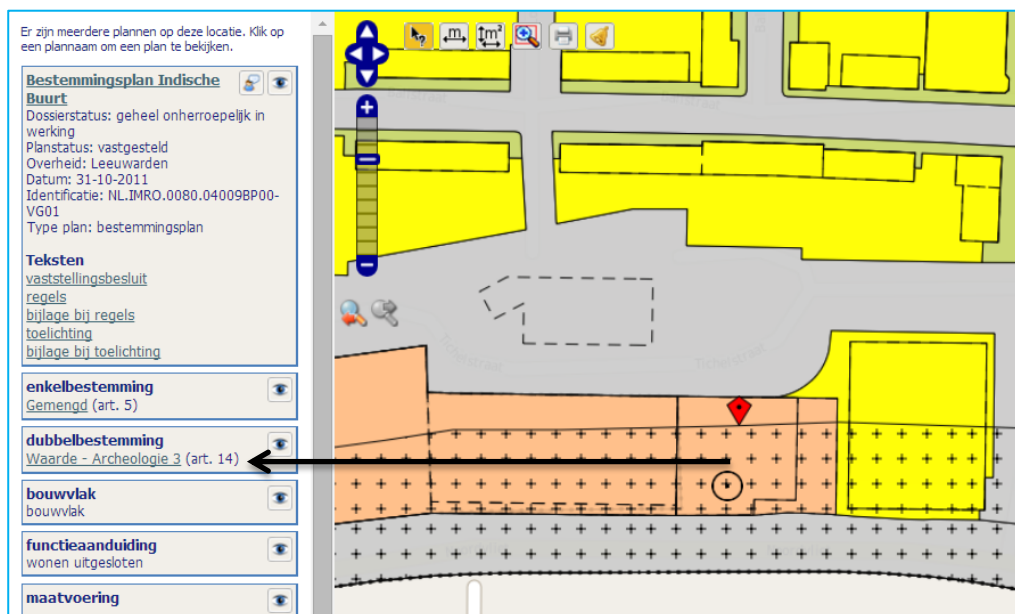 Er zijn meerdere plannen op deze locatie. Klik op
een plannaam om een plan te bekijken.
Bestemmingsplan Indische
Buurt
Dossierstatus: geheel onherroepelijk in
werking
Planstatus: vastgesteld
Overheid: Leeuwarden
Datum: 31-10-2011
Identificatie: NL.IMRO.0080.04009BP00-
VG01
Type plan: bestemmingsplan
Teksten
vaststellingsbesluit
regels
bijlage bij regels
toelichting
bijlage bij toelichting
enkelbestemming
Gemengd (art. 5)
dubbelbestemming
Waarde - Archeologie 3 (art. 14)
bouwvlak
bouwvlak
functieaanduiding
wonen uitgesloten
maatvoering
m
m²